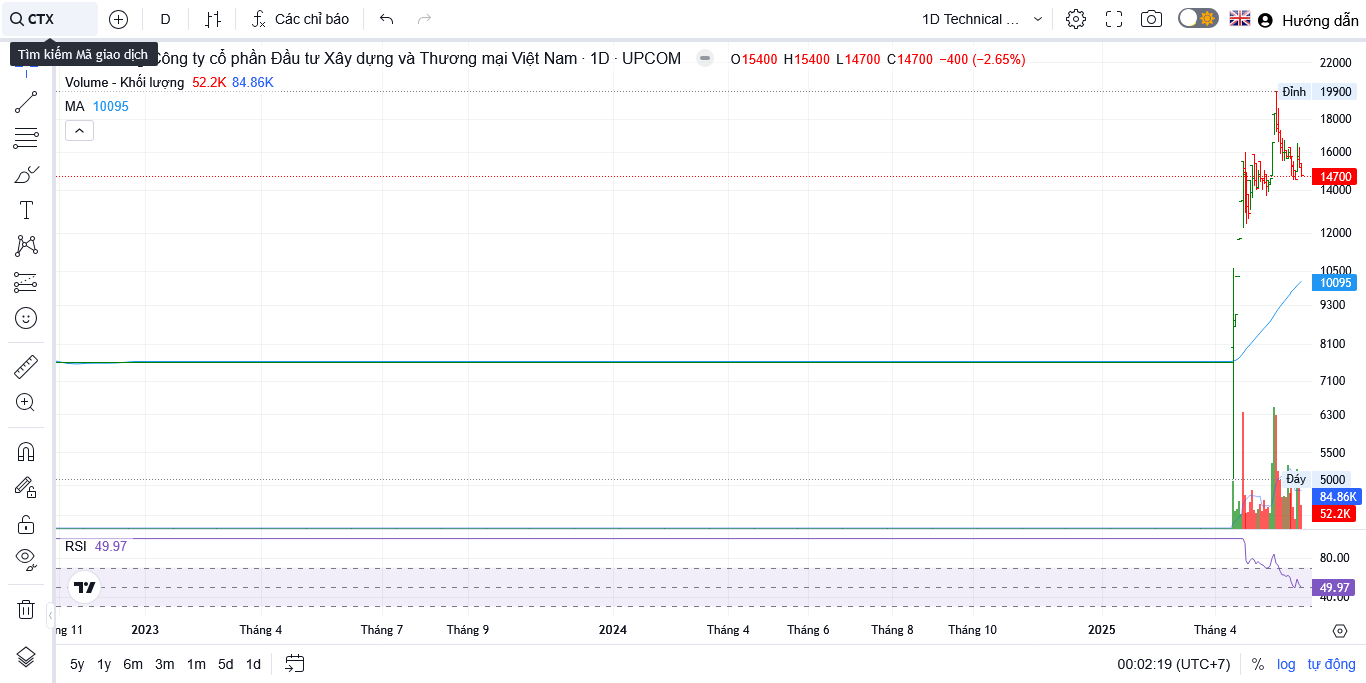 CTX D Các chỉ báo 1D Technical ... Hướng dẫn
Tìm kiếm Mã giao dịch
Công ty cổ phần Đầu tư Xây dựng và Thương mại Việt Nam · 1D · UPCOM O15400 H15400 L14700 C14700 −400 (−2.65%)
Volume - Khối lượng 52.2K 84.86K
MA 10095
22000
Đỉnh 19900
18000
16000
14700
14000
12000
10500
10095
9300
8100
7100
6300
5500
Đáy 5000
84.86K
52.2K
RSI 49.97
80.00
49.97
40.00
ng 11 2023 Tháng 4 Tháng 7 Tháng 9 2024 Tháng 4 Tháng 6 Tháng 8 Tháng 10 2025 Tháng 4
5y 1y 6m 3m 1m 5d 1d 00:02:19 (UTC+7) % log tự động